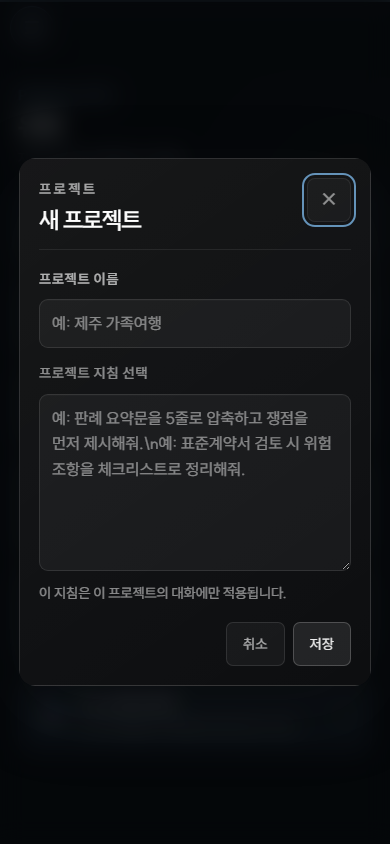 프로젝트
새 프로젝트
프로젝트 이름
예: 제주 가족여행
프로젝트 지침 선택
예: 판례 요약문을 5줄로 압축하고 쟁점을
먼저 제시해줘.\n예: 표준계약서 검토 시 위험
조항을 체크리스트로 정리해줘.
이 지침은 이 프로젝트의 대화에만 적용됩니다.
취소
저장